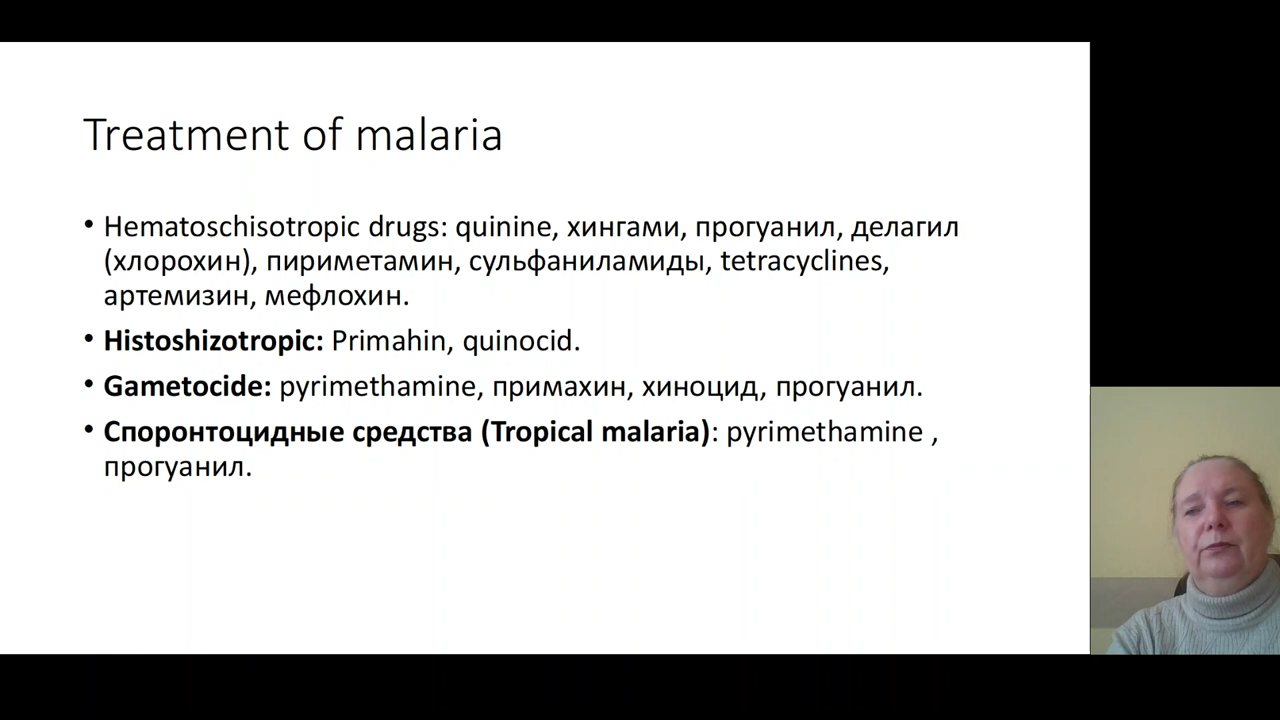 Treatment of malaria
• Hematoschisotropic drugs: quinine, хингами, прогуанил, делагил
(хлорохин), пириметамин, сульфаниламиды, tetracyclines,
артемизин, мефлохин.
• Histoshizotropic: Primahin, quinocid.
• Gametocide: pyrimethamine, примахин, хиноцид, прогуанил.
• Споронтоцидные средства (Tropical malaria): pyrimethamine ,
прогуанил.